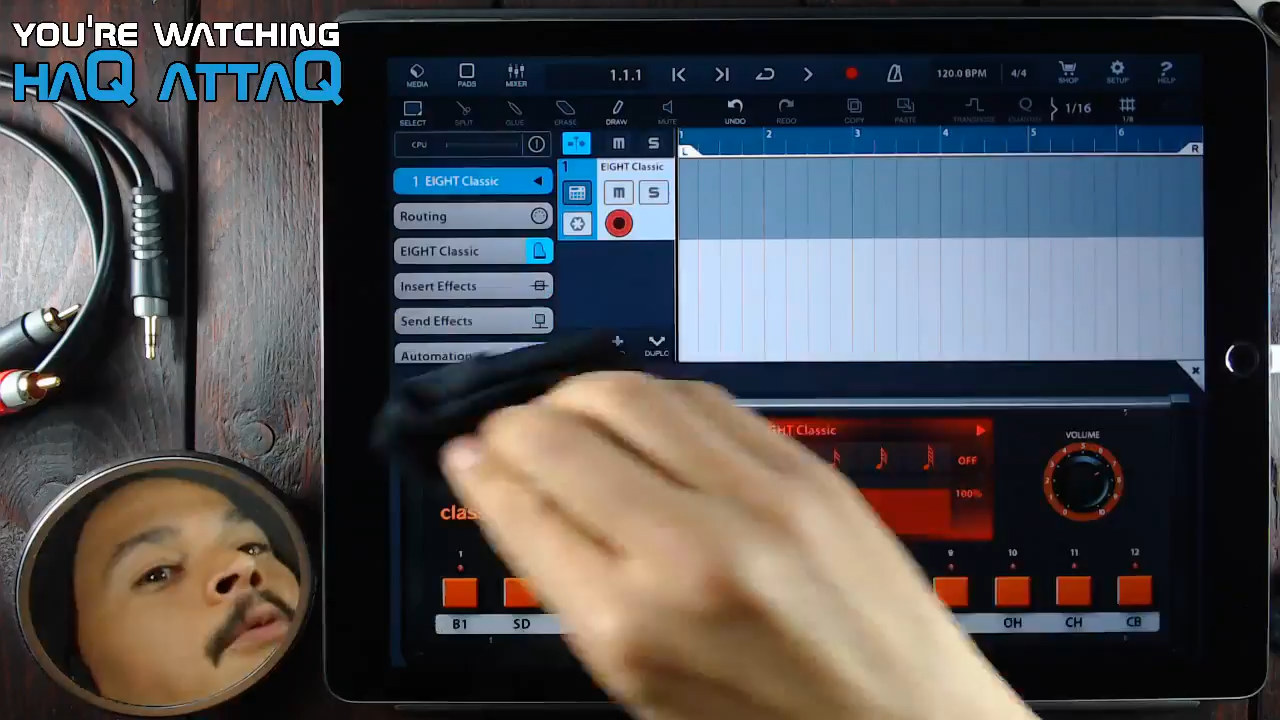 YOU'RE WATCHING
HAQ ATTAQ
MEDIA PADS MIXER 1.1.1 120.0 BPM 4/4 SHOP SETUP HELP
SELECT SPLIT GLUE ERASE DRAW MUTE UNDO REDO COPY PASTE TRANSPOSE QUANTIZE 1/16 1/8
CPU m S 1 2 3 4 5 6
L R
1 EIGHT Classic
1 EIGHT Classic
m S
Routing
EIGHT Classic
Insert Effects
Send Effects
Automation
DUPLC
HT Classic
VOLUME
OFF
100%
clas
1 9 10 11 12
B1 SD OH CH CB